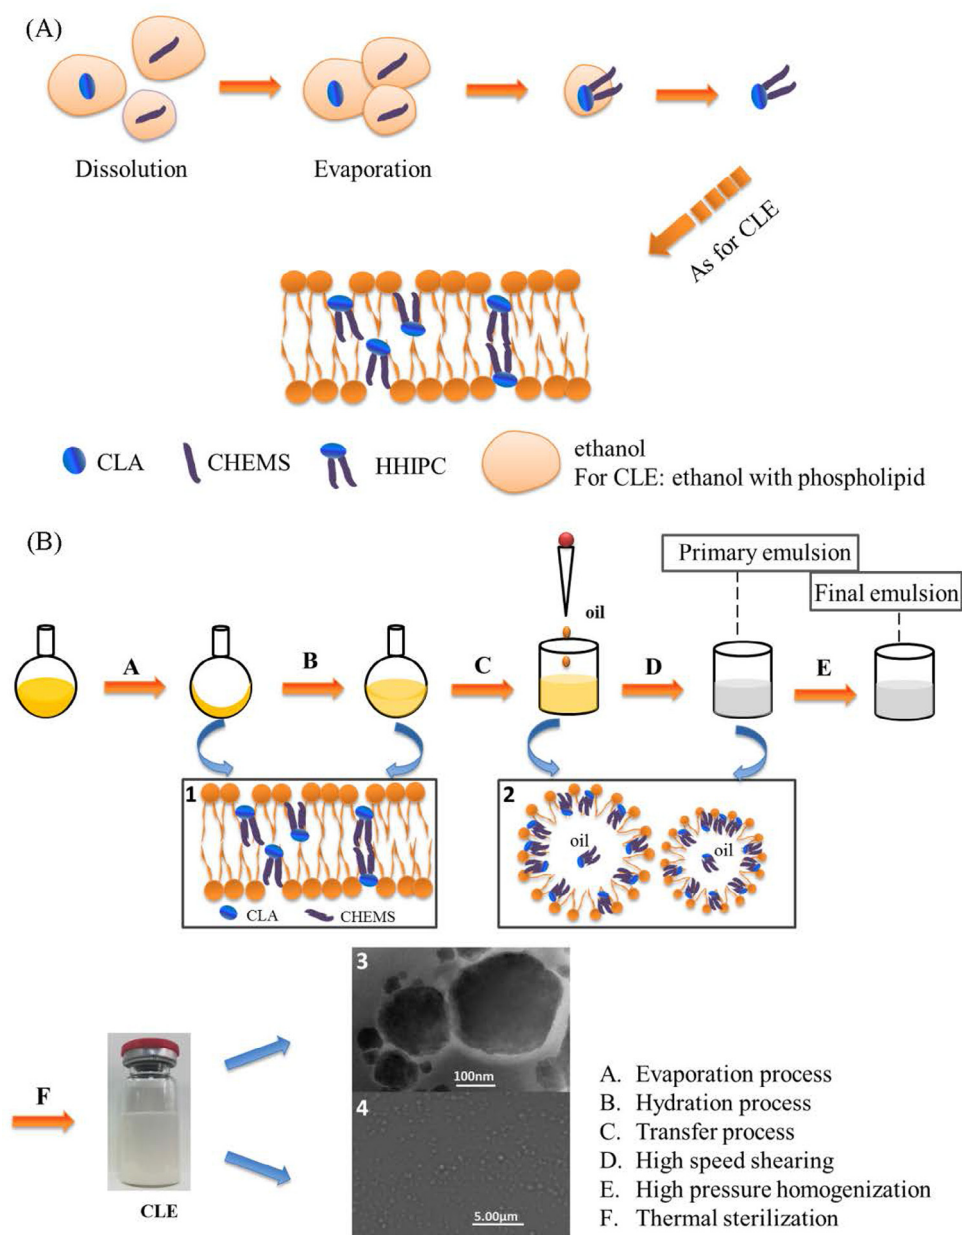 (A)
Dissolution
Evaporation
As for CLE
CLA
CHEMS
HHIPC
ethanol
For CLE: ethanol with phospholipid
(B)
Primary emulsion
Final emulsion
oil
A
B
C
D
E
1
CLA
CHEMS
2
oil
oil
F
CLE
3
100nm
4
5.00μm
A. Evaporation process
B. Hydration process
C. Transfer process
D. High speed shearing
E. High pressure homogenization
F. Thermal sterilization